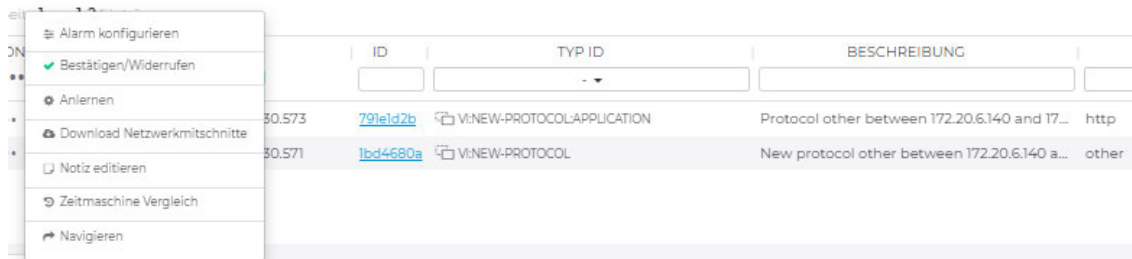 Alarm konfigurieren
ID TYP ID BESCHREIBUNG
Bestätigen/Widerrufen
-
Anlernen
30.573 791e1d2b VI:NEW-PROTOCOL:APPLICATION Protocol other between 172.20.6.140 and 17... http
Download Netzwerkmitschnitte
30.571 1bd4680a VI:NEW-PROTOCOL New protocol other between 172.20.6.140 a... other
Notiz editieren
Zeitmaschine Vergleich
Navigieren